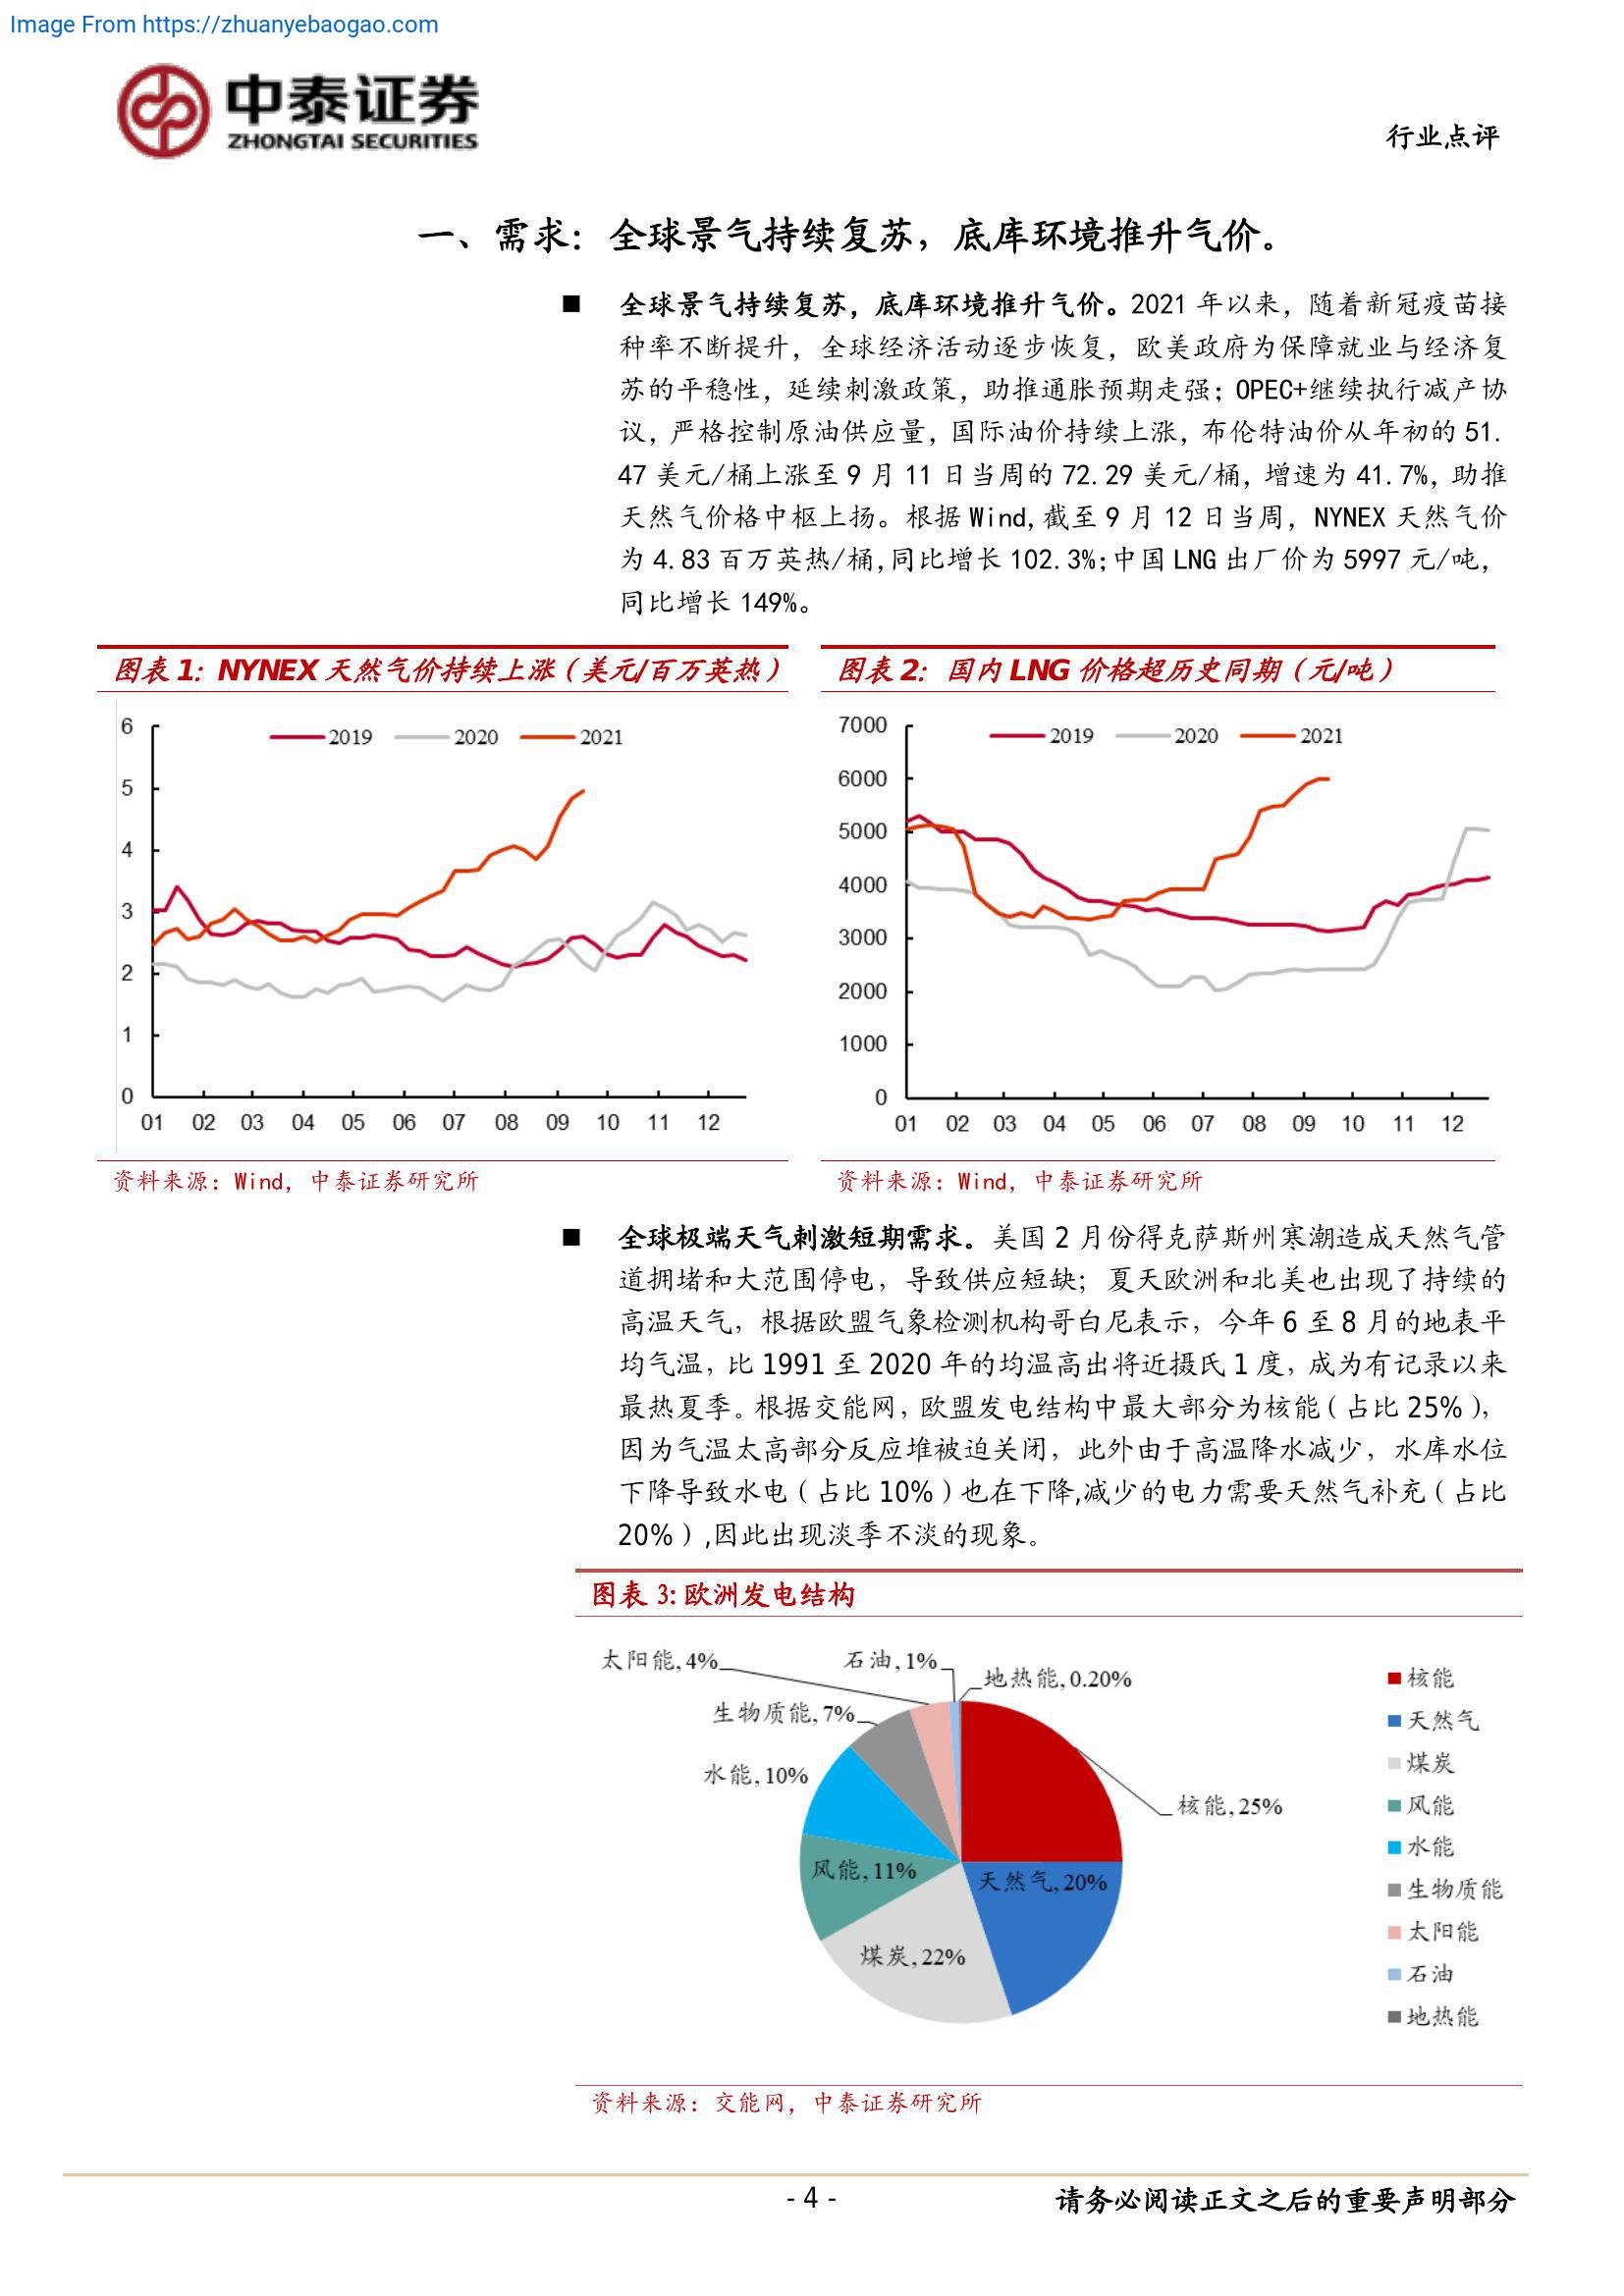 Image From https://zhuanyebaogao.com
中泰证券
ZHONGTAI SECURITIES
行业点评
一、需求：全球景气持续复苏，底库环境推升气价。
■ 全球景气持续复苏，底库环境推升气价。2021 年以来，随着新冠疫苗接
种率不断提升，全球经济活动逐步恢复，欧美政府为保障就业与经济复
苏的平稳性，延续刺激政策，助推通胀预期走强；OPEC+继续执行减产协
议，严格控制原油供应量，国际油价持续上涨，布伦特油价从年初的 51.
47 美元/桶上涨至 9 月 11 日当周的 72.29 美元/桶，增速为 41.7%，助推
天然气价格中枢上扬。根据 Wind,截至 9 月 12 日当周，NYNEX 天然气价
为 4.83 百万英热/桶,同比增长 102.3%;中国 LNG 出厂价为 5997 元/吨，
同比增长 149%。
图表 1：NYNEX 天然气价持续上涨（美元/百万英热）
2019 2020 2021
6
5
4
3
2
1
0
01 02 03 04 05 06 07 08 09 10 11 12
资料来源：Wind，中泰证券研究所
图表 2：国内 LNG 价格超历史同期（元/吨）
2019 2020 2021
7000
6000
5000
4000
3000
2000
1000
0
01 02 03 04 05 06 07 08 09 10 11 12
资料来源：Wind，中泰证券研究所
■ 全球极端天气刺激短期需求。美国 2 月份得克萨斯州寒潮造成天然气管
道拥堵和大范围停电，导致供应短缺；夏天欧洲和北美也出现了持续的
高温天气，根据欧盟气象检测机构哥白尼表示，今年 6 至 8 月的地表平
均气温，比 1991 至 2020 年的均温高出将近摄氏 1 度，成为有记录以来
最热夏季。根据交能网，欧盟发电结构中最大部分为核能（占比 25%），
因为气温太高部分反应堆被迫关闭，此外由于高温降水减少，水库水位
下降导致水电（占比 10%）也在下降,减少的电力需要天然气补充（占比
20%）,因此出现淡季不淡的现象。
图表 3:欧洲发电结构
太阳能, 4%
石油, 1%
地热能, 0.20%
生物质能, 7%
水能, 10%
核能, 25%
风能, 11%
天然气, 20%
煤炭, 22%
核能
天然气
煤炭
风能
水能
生物质能
太阳能
石油
地热能
资料来源：交能网，中泰证券研究所
- 4 -
请务必阅读正文之后的重要声明部分